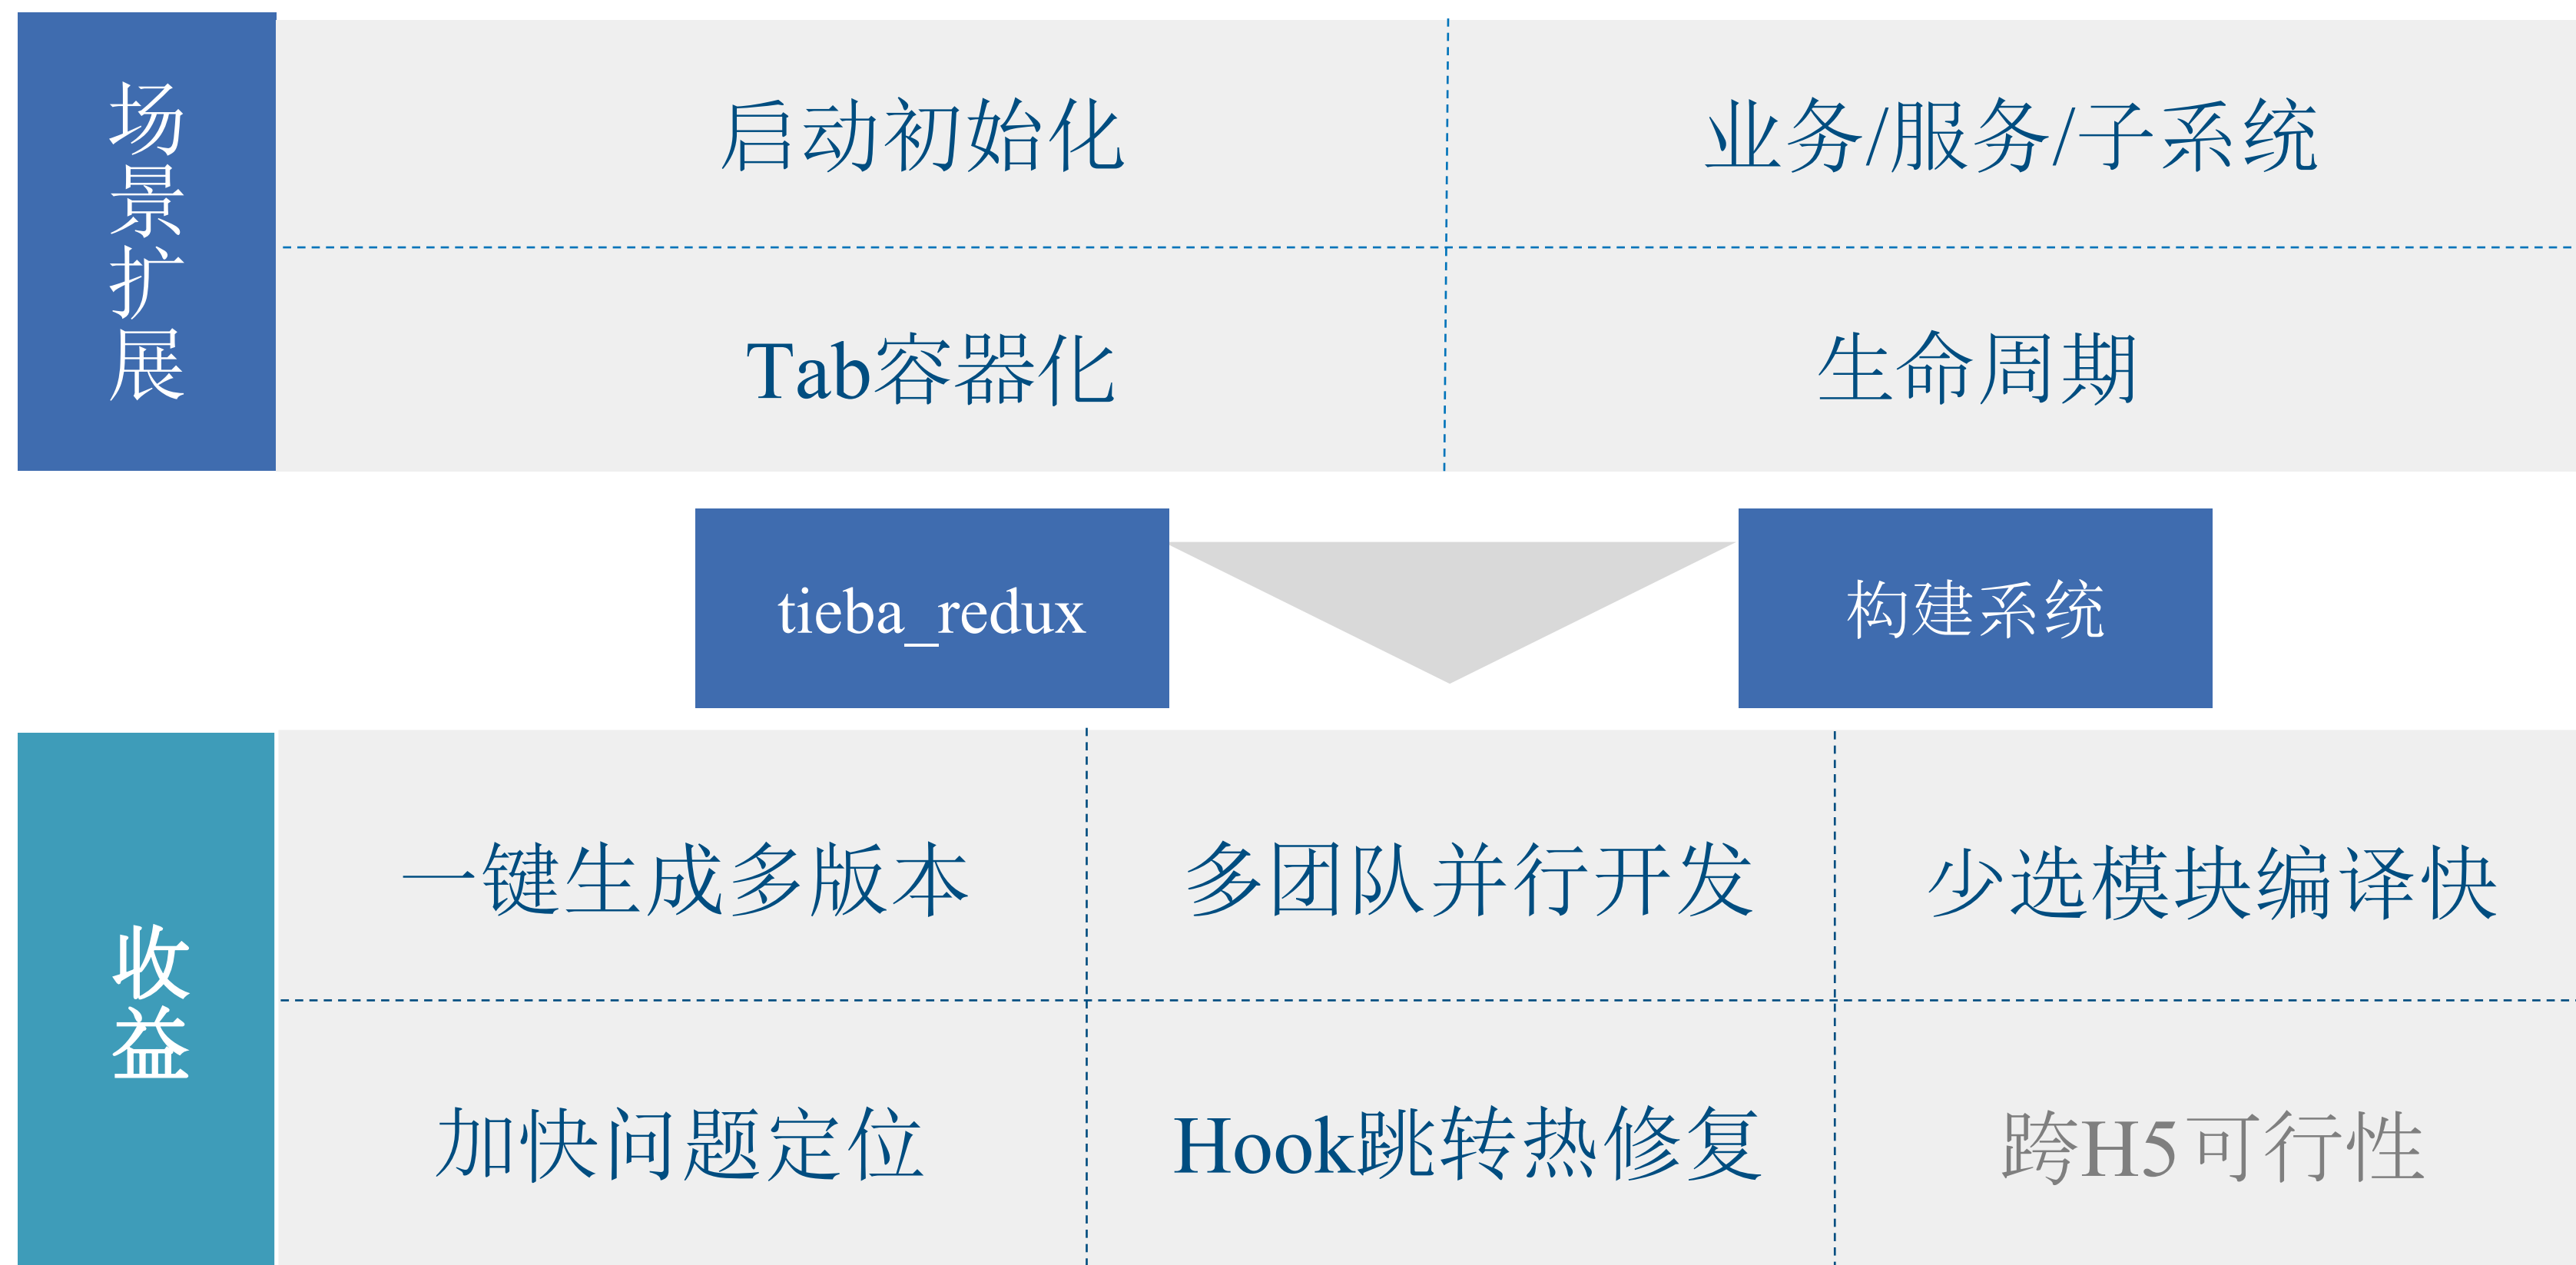 场景扩展
启动初始化
业务/服务/子系统
Tab容器化
生命周期
tieba_redux
构建系统
收益
一键生成多版本
多团队并行开发
少选模块编译快
加快问题定位
Hook跳转热修复
跨H5可行性